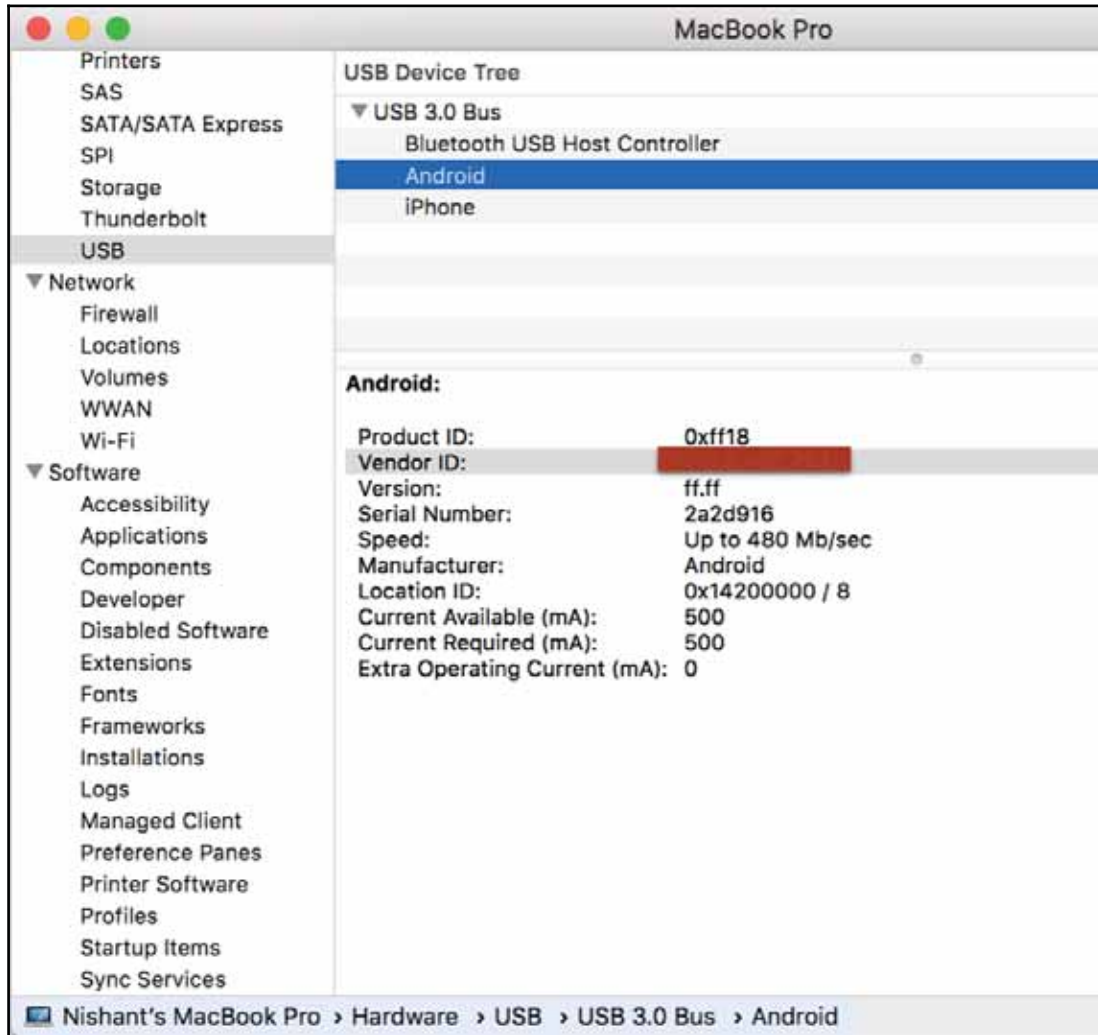 MacBook Pro
Printers
SAS
SATA/SATA Express
SPI
Storage
Thunderbolt
USB
Network
Firewall
Locations
Volumes
WWAN
Wi-Fi
Software
Accessibility
Applications
Components
Developer
Disabled Software
Extensions
Fonts
Frameworks
Installations
Logs
Managed Client
Preference Panes
Printer Software
Profiles
Startup Items
Sync Services
USB Device Tree
USB 3.0 Bus
Bluetooth USB Host Controller
Android
iPhone
Android:
Product ID: 0xff18
Vendor ID:
Version: ff.ff
Serial Number: 2a2d916
Speed: Up to 480 Mb/sec
Manufacturer: Android
Location ID: 0x14200000 / 8
Current Available (mA): 500
Current Required (mA): 500
Extra Operating Current (mA): 0
Nishant's MacBook Pro › Hardware › USB › USB 3.0 Bus › Android